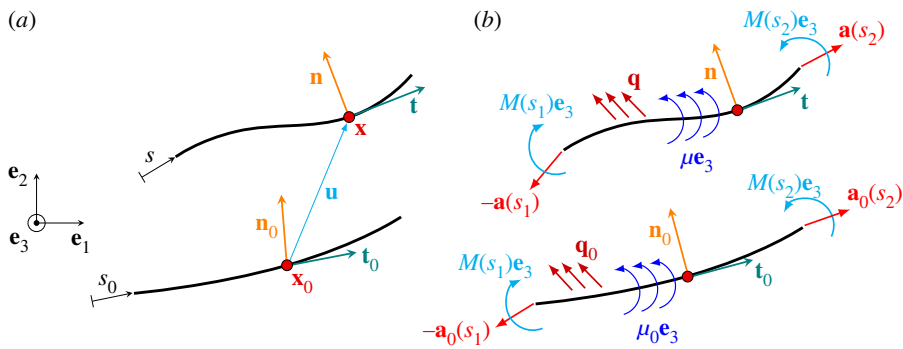 (a)
n
t
x
s
u
e₂
e₃
e₁
n₀
t₀
s₀
x₀
(b)
M(s₂)e₃
a(s₂)
n
q
M(s₁)e₃
t
μe₃
−a(s₁)
M(s₂)e₃
a₀(s₂)
n₀
q₀
M(s₁)e₃
t₀
−a₀(s₁)
μ₀e₃